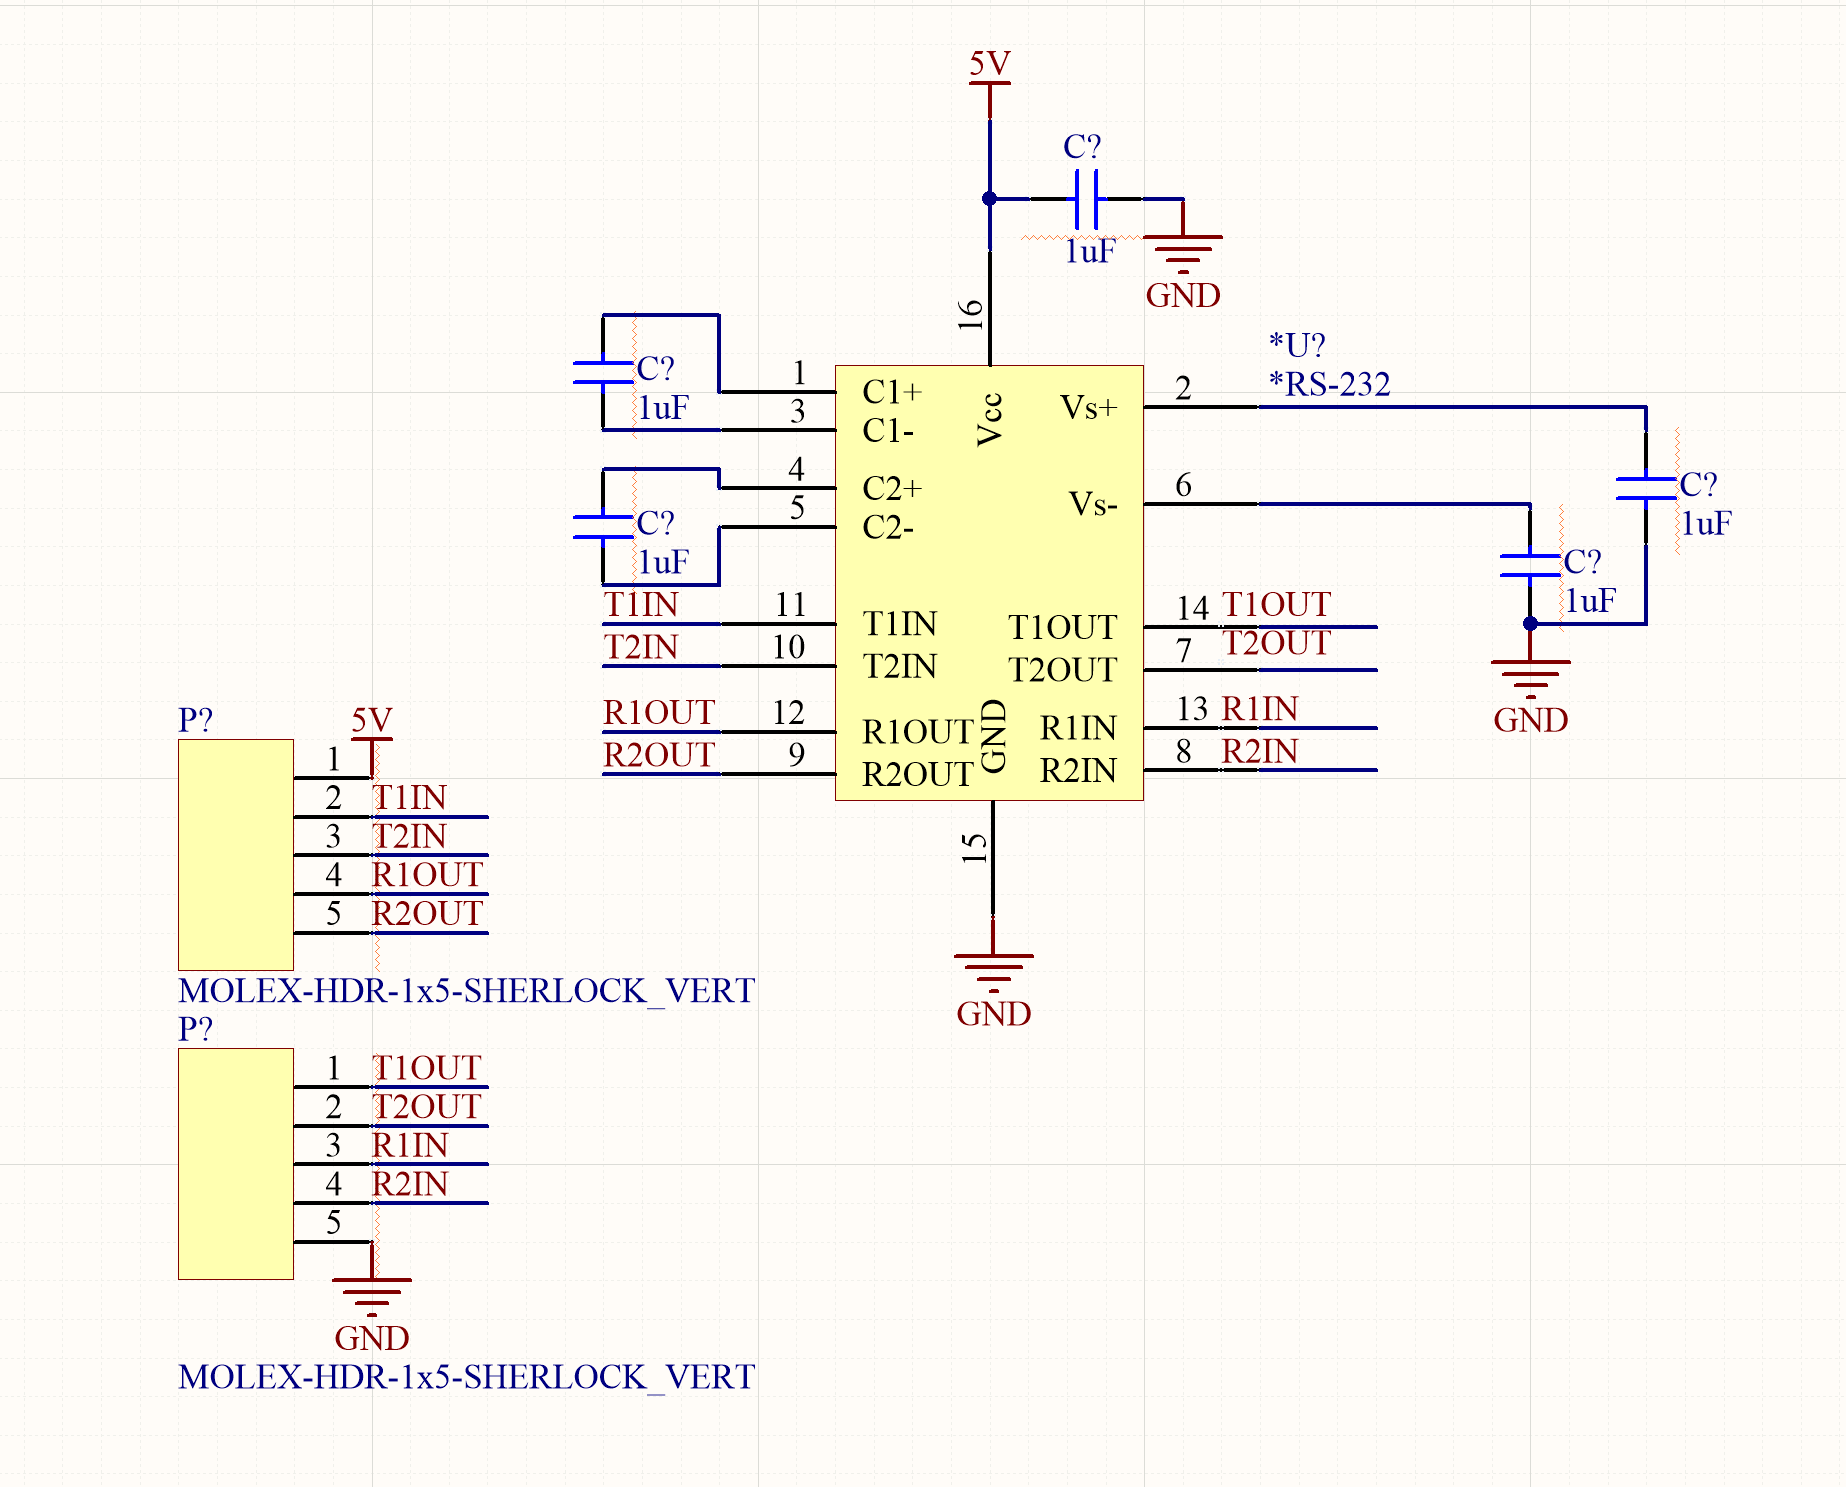 5V
C?
1uF
GND
16
*U?
*RS-232
C?
1uF
1
3
C1+
C1-
Vcc
Vs+
2
4
5
C2+
C2-
Vs-
6
C?
1uF
C?
1uF
C?
1uF
GND
T1IN
11
T1IN
T2IN
10
T2IN
T1OUT
14
T1OUT
T2OUT
7
T2OUT
R1OUT
12
R1OUT
R2OUT
9
R2OUT
GND
R1IN
13
R1IN
R2IN
8
R2IN
15
GND
P?
5V
1
2
T1IN
3
T2IN
4
R1OUT
5
R2OUT
MOLEX-HDR-1x5-SHERLOCK_VERT
P?
1
T1OUT
2
T2OUT
3
R1IN
4
R2IN
5
GND
MOLEX-HDR-1x5-SHERLOCK_VERT